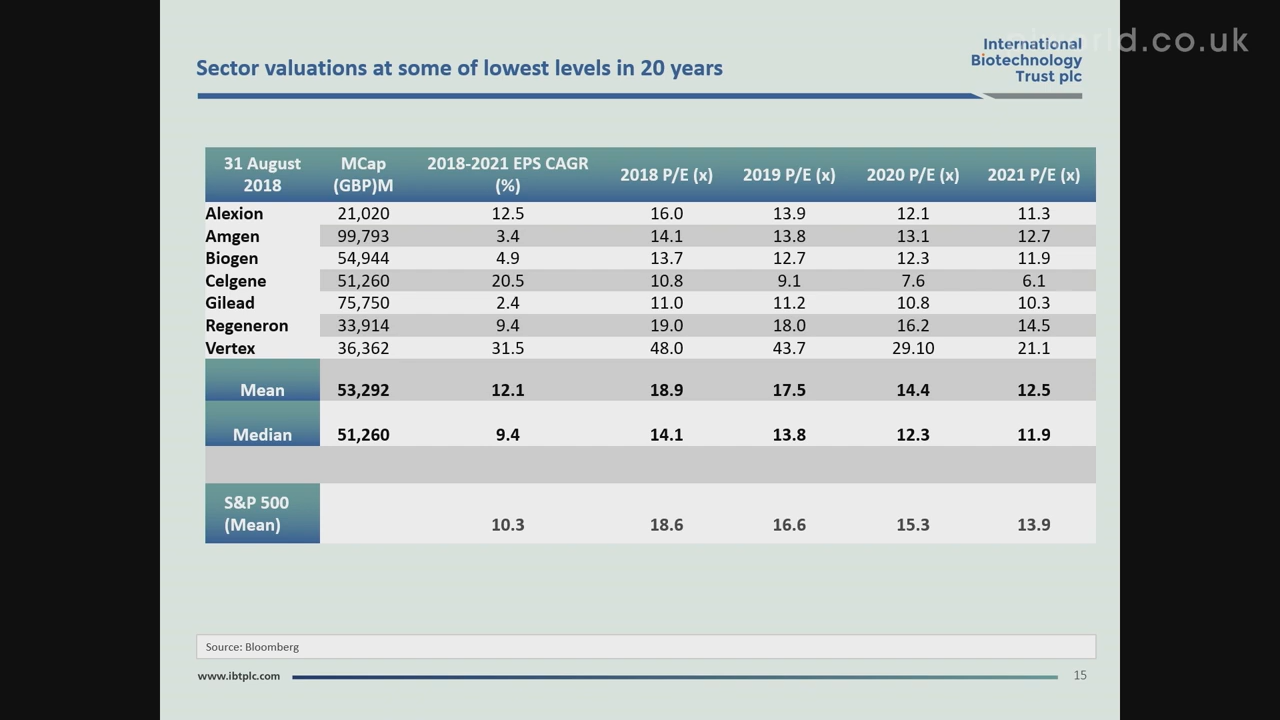 International
Biotechnology
Trust plc
rld.co.uk
Sector valuations at some of lowest levels in 20 years
31 August 2018 MCap (GBP)M 2018-2021 EPS CAGR (%) 2018 P/E (x) 2019 P/E (x) 2020 P/E (x) 2021 P/E (x)
Alexion 21,020 12.5 16.0 13.9 12.1 11.3
Amgen 99,793 3.4 14.1 13.8 13.1 12.7
Biogen 54,944 4.9 13.7 12.7 12.3 11.9
Celgene 51,260 20.5 10.8 9.1 7.6 6.1
Gilead 75,750 2.4 11.0 11.2 10.8 10.3
Regeneron 33,914 9.4 19.0 18.0 16.2 14.5
Vertex 36,362 31.5 48.0 43.7 29.10 21.1
Mean 53,292 12.1 18.9 17.5 14.4 12.5
Median 51,260 9.4 14.1 13.8 12.3 11.9
S&P 500 (Mean) 10.3 18.6 16.6 15.3 13.9
Source: Bloomberg
www.ibtplc.com 15